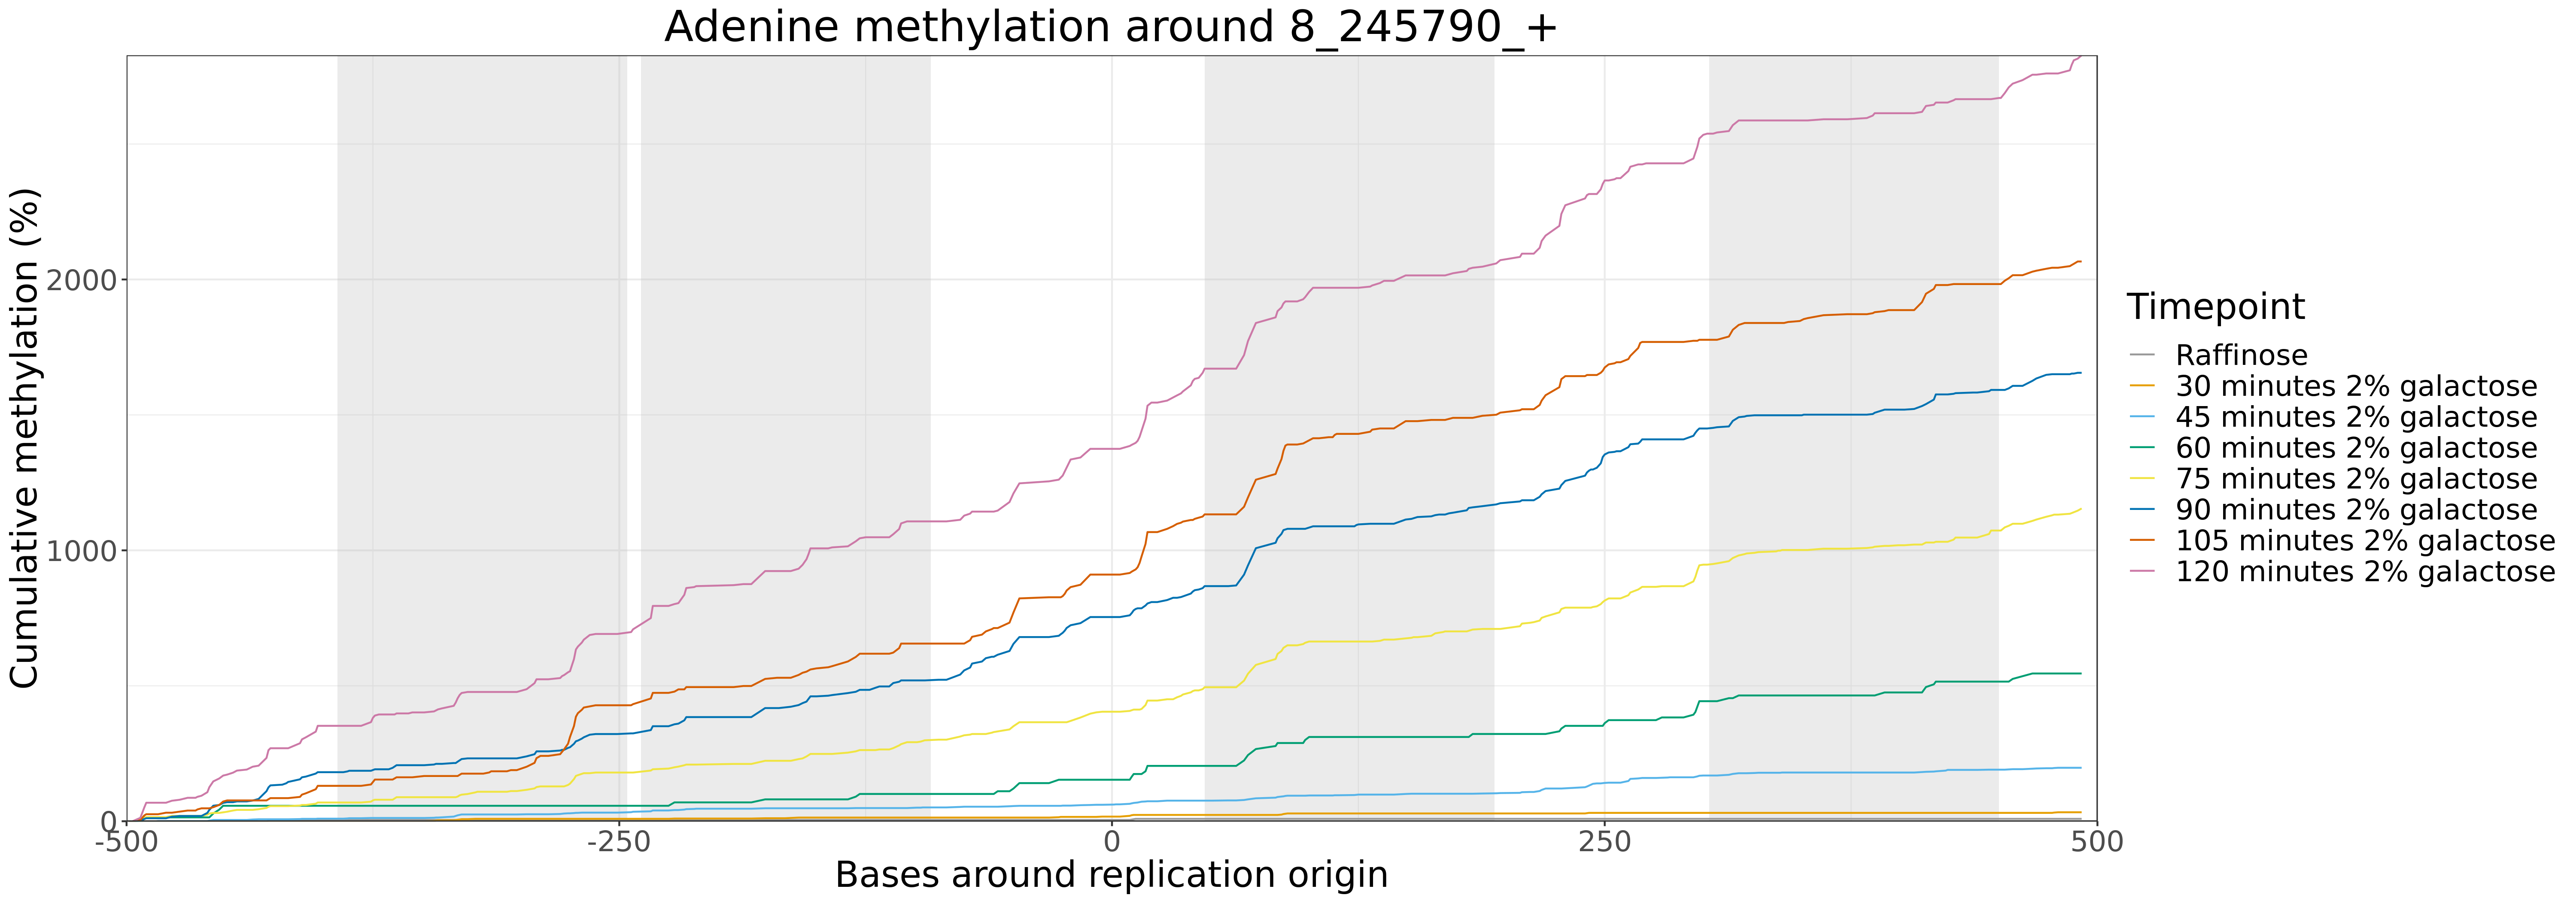 Adenine methylation around 8_245790_+
Cumulative methylation (%)
2000
1000
0
-500
-250
0
250
500
Bases around replication origin
Timepoint
Raffinose
30 minutes 2% galactose
45 minutes 2% galactose
60 minutes 2% galactose
75 minutes 2% galactose
90 minutes 2% galactose
105 minutes 2% galactose
120 minutes 2% galactose